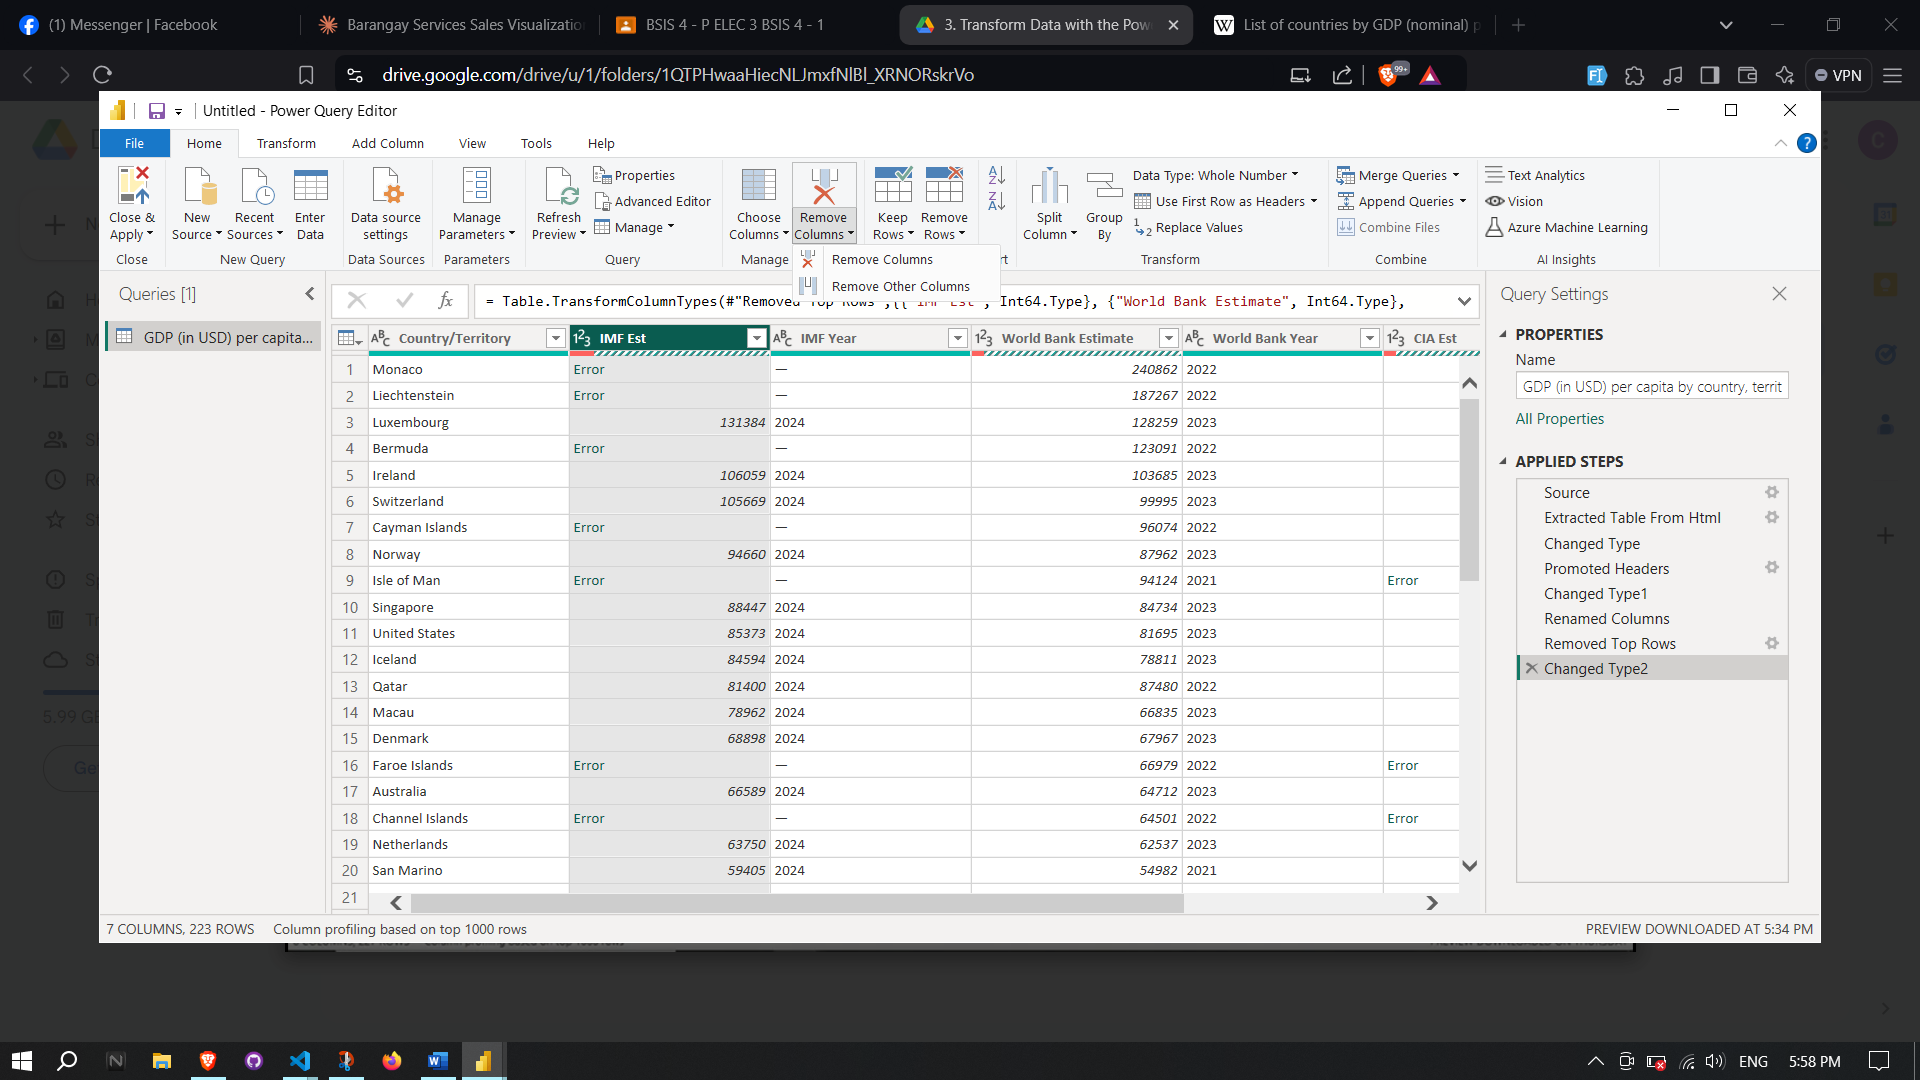 (1) Messenger | Facebook
Barangay Services Sales Visualization
BSIS 4 - P ELEC 3 BSIS 4 - 1
3. Transform Data with the Pow
List of countries by GDP (nominal) p
drive.google.com/drive/u/1/folders/1QTPHwaaHiecNLJmxfNlBl_XRNORskrVo
99+
VPN
Untitled - Power Query Editor
File
Home
Transform
Add Column
View
Tools
Help
Close & Apply
New Source
Recent Sources
Enter Data
Data source settings
Manage Parameters
Refresh Preview
Properties
Advanced Editor
Manage
Choose Columns
Remove Columns
Keep Rows
Remove Rows
Split Column
Group By
Data Type: Whole Number
Use First Row as Headers
Replace Values
Merge Queries
Append Queries
Combine Files
Text Analytics
Vision
Azure Machine Learning
Close
New Query
Data Sources
Parameters
Query
Manage
Transform
Combine
AI Insights
Remove Columns
Remove Other Columns
Queries [1]
GDP (in USD) per capita...
= Table.TransformColumnTypes(#"Removed Top Rows",{{"IMF Est", Int64.Type}, {"World Bank Estimate", Int64.Type},
Country/Territory IMF Est IMF Year World Bank Estimate World Bank Year CIA Est
1 Monaco Error — 240862 2022
2 Liechtenstein Error — 187267 2022
3 Luxembourg 131384 2024 128259 2023
4 Bermuda Error — 123091 2022
5 Ireland 106059 2024 103685 2023
6 Switzerland 105669 2024 99995 2023
7 Cayman Islands Error — 96074 2022
8 Norway 94660 2024 87962 2023
9 Isle of Man Error — 94124 2021 Error
10 Singapore 88447 2024 84734 2023
11 United States 85373 2024 81695 2023
12 Iceland 84594 2024 78811 2023
13 Qatar 81400 2024 87480 2022
14 Macau 78962 2024 66835 2023
15 Denmark 68898 2024 67967 2023
16 Faroe Islands Error — 66979 2022 Error
17 Australia 66589 2024 64712 2023
18 Channel Islands Error — 64501 2022 Error
19 Netherlands 63750 2024 62537 2023
20 San Marino 59405 2024 54982 2021
21
Query Settings
PROPERTIES
Name
GDP (in USD) per capita by country, territ
All Properties
APPLIED STEPS
Source
Extracted Table From Html
Changed Type
Promoted Headers
Changed Type1
Renamed Columns
Removed Top Rows
Changed Type2
7 COLUMNS, 223 ROWS
Column profiling based on top 1000 rows
PREVIEW DOWNLOADED AT 5:34 PM
5.99 GB
ENG
5:58 PM